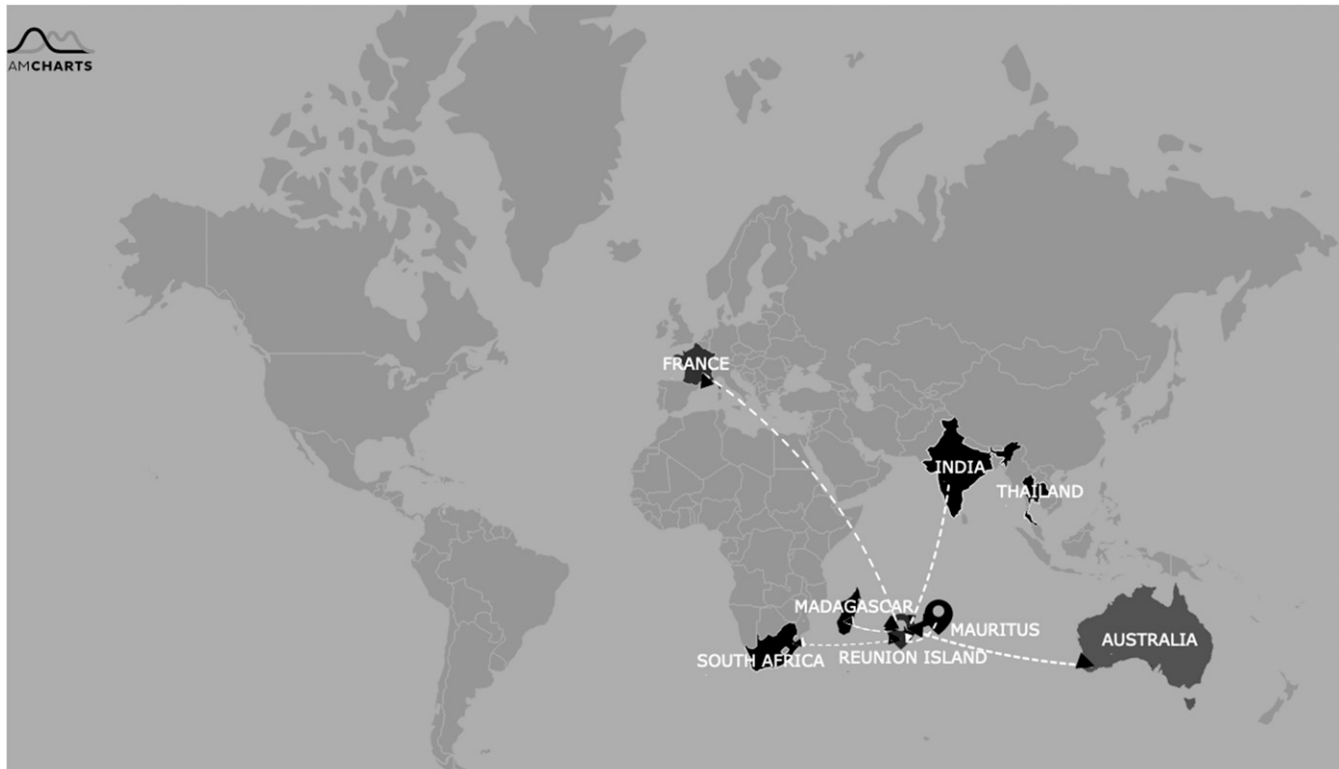 AMCHARTS
FRANCE
INDIA
THAILAND
MADAGASCAR
MAURITUS
AUSTRALIA
SOUTH AFRICA
REUNION ISLAND